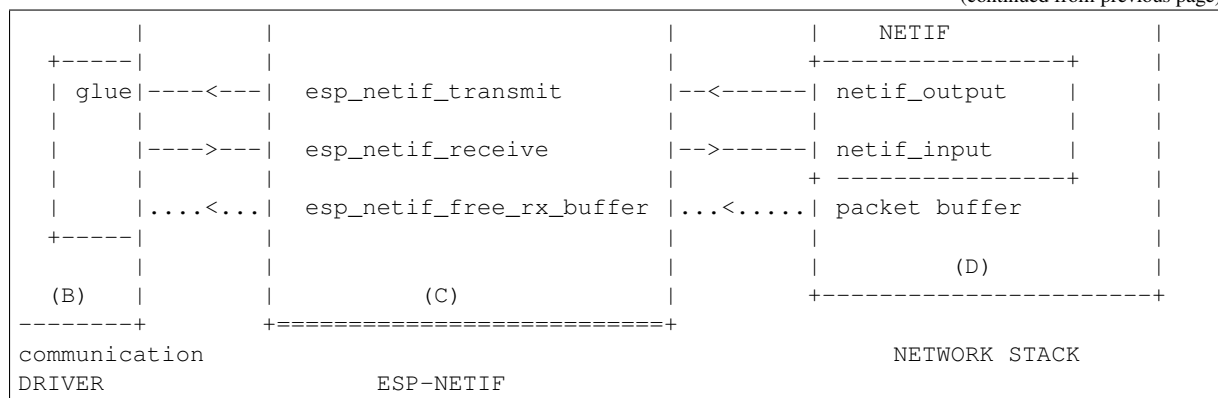 (continued from previous page)
| | | | NETIF |
+-----| | | +-----------------+ |
| glue|----<---| esp_netif_transmit |--<------| netif_output | |
| | | | | | |
| |---->---| esp_netif_receive |-->------| netif_input | |
| | | | + ----------------+ |
| |....<...| esp_netif_free_rx_buffer |...<.....| packet buffer |
+-----| | | | |
| | | | (D) |
(B) | | (C) | +-----------------------+
--------+ +===========================+
communication NETWORK STACK
DRIVER ESP-NETIF